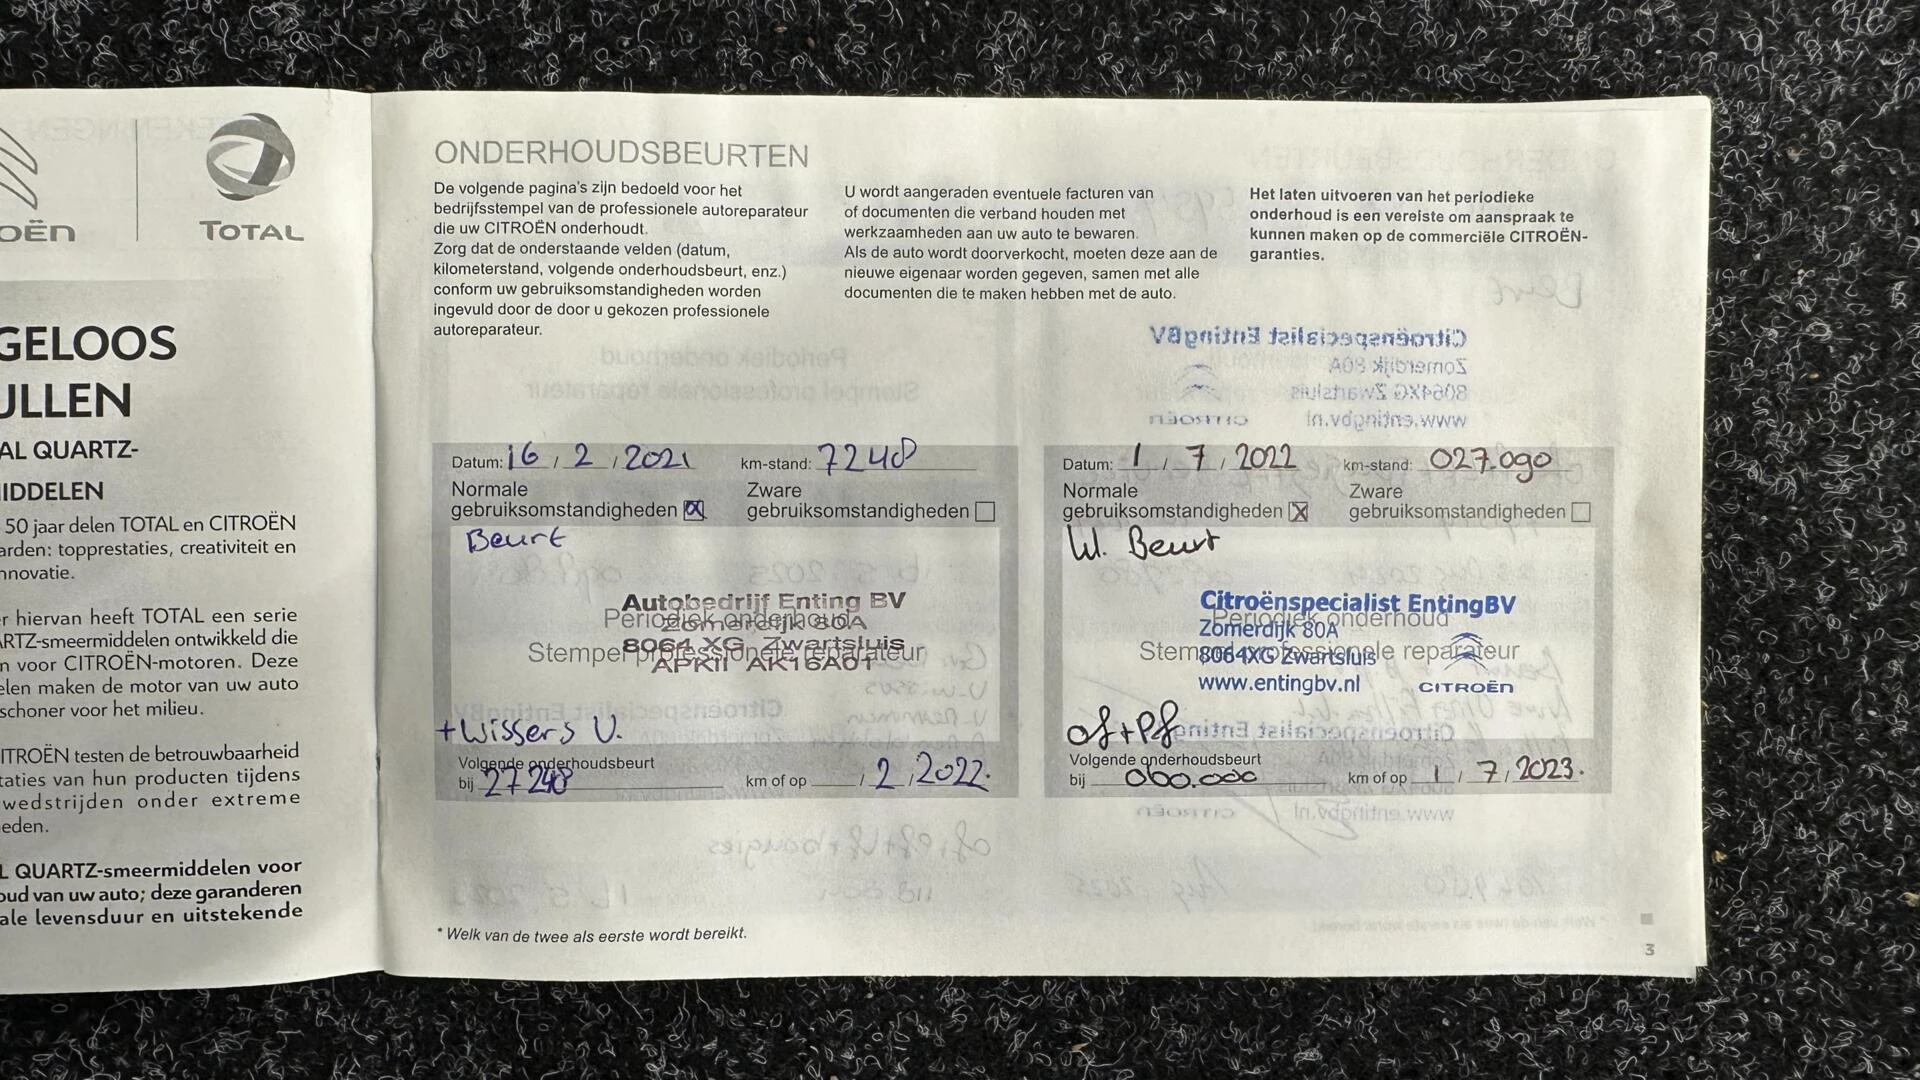 OËN
TOTAL
GELOOS
ULLEN
AL QUARTZ-
IDDELEN
50 jaar delen TOTAL en CITROËN
arden: topprestaties, creativiteit en
nnovatie.
er hiervan heeft TOTAL een serie
ARTZ-smeermiddelen ontwikkeld die
n voor CITROËN-motoren. Deze
elen maken de motor van uw auto
schoner voor het milieu.
ITROËN testen de betrouwbaarheid
taties van hun producten tijdens
wedstrijden onder extreme
eden.
L QUARTZ-smeermiddelen voor
oud van uw auto; deze garanderen
ale levensduur en uitstekende
ONDERHOUDSBEURTEN
De volgende pagina's zijn bedoeld voor het
bedrijfsstempel van de professionele autoreparateur
die uw CITROËN onderhoudt.
Zorg dat de onderstaande velden (datum,
kilometerstand, volgende onderhoudsbeurt, enz.)
conform uw gebruiksomstandigheden worden
ingevuld door de door u gekozen professionele
autoreparateur.
U wordt aangeraden eventuele facturen van
of documenten die verband houden met
werkzaamheden aan uw auto te bewaren.
Als de auto wordt doorverkocht, moeten deze aan de
nieuwe eigenaar worden gegeven, samen met alle
documenten die te maken hebben met de auto.
Het laten uitvoeren van het periodieke
onderhoud is een vereiste om aanspraak te
kunnen maken op de commerciële CITROËN-
garanties.
Datum: 16 / 2 / 2021 km-stand: 7248
Normale
gebruiksomstandigheden
Zware
gebruiksomstandigheden
Beurt
Autobedrijf Enting BV
Periodiek onderhoud
Zomerdijk 80A
8064 XG Zwartsluis
Stempel professionele reparateur
APKII AK16A01
+Wissers V.
Volgende onderhoudsbeurt
bij 27248 km of op / 2 / 2022.
Datum: 1 / 7 / 2022 km-stand: 027.090
Normale
gebruiksomstandigheden
Zware
gebruiksomstandigheden
W. Beurt
Citroënspecialist EntingBV
Periodiek onderhoud
Zomerdijk 80A
Stempel professionele reparateur
8064XG Zwartsluis
www.entingbv.nl CITROËN
of+Pf
Volgende onderhoudsbeurt
bij 060.000 km of op 1 / 7 / 2023.
* Welk van de twee als eerste wordt bereikt.
3